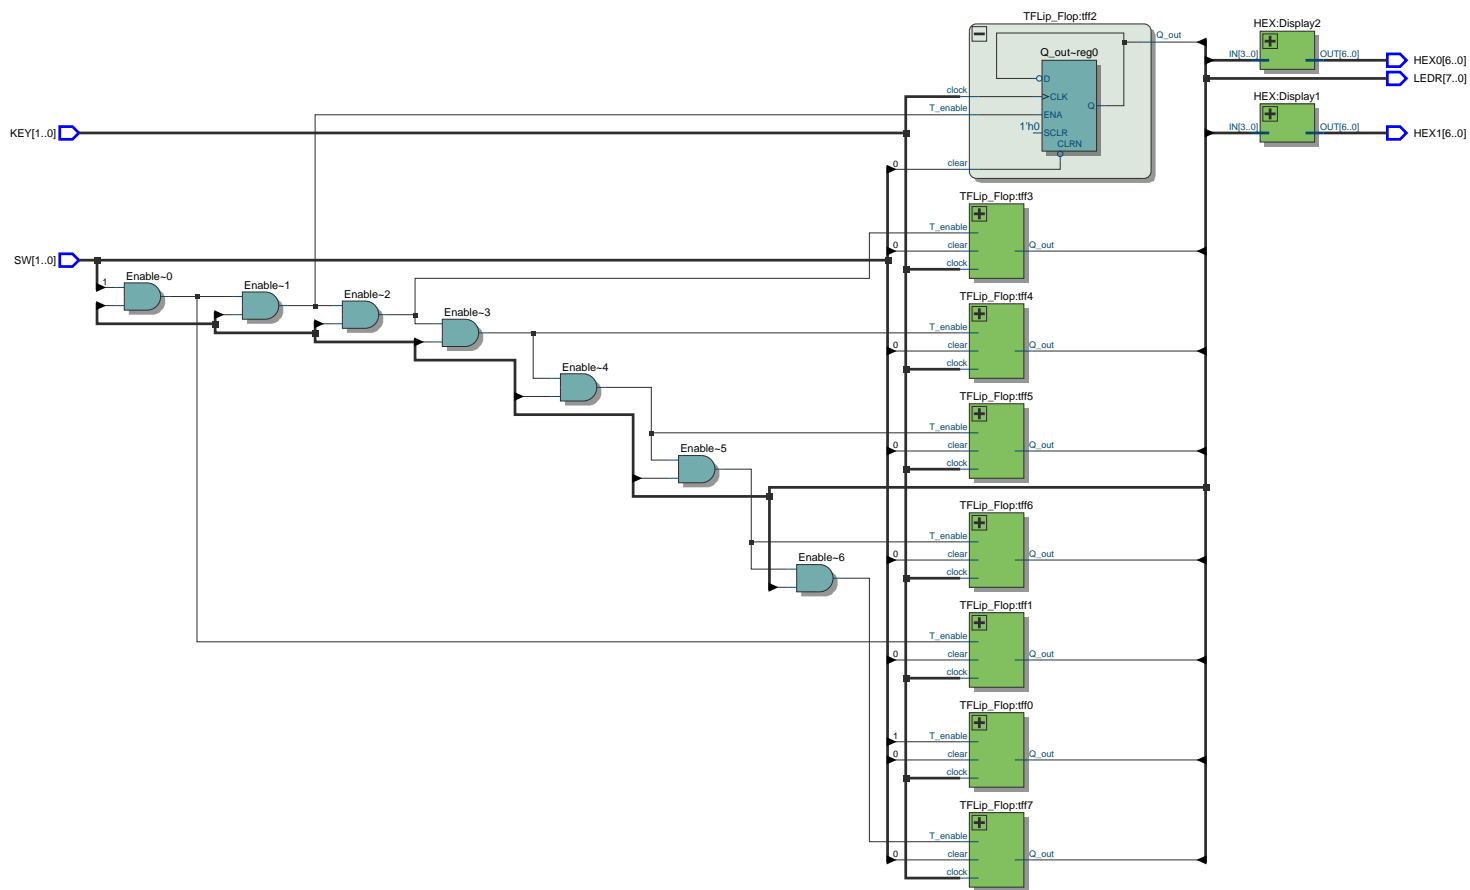 TFLip_Flop:tff2
Q_out
Q_out~reg0
D
clock
CLK
Q
T_enable
ENA
1'h0
SCLR
CLRN
0
clear
HEX:Display2
IN[3..0]
OUT[6..0]
HEX0[6..0]
LEDR[7..0]
HEX:Display1
IN[3..0]
OUT[6..0]
HEX1[6..0]
KEY[1..0]
SW[1..0]
1
Enable~0
Enable~1
Enable~2
Enable~3
Enable~4
Enable~5
Enable~6
TFLip_Flop:tff3
T_enable
0
clear
Q_out
clock
TFLip_Flop:tff4
T_enable
0
clear
Q_out
clock
TFLip_Flop:tff5
T_enable
0
clear
Q_out
clock
TFLip_Flop:tff6
T_enable
0
clear
Q_out
clock
TFLip_Flop:tff1
T_enable
0
clear
Q_out
clock
TFLip_Flop:tff0
1
T_enable
0
clear
Q_out
clock
TFLip_Flop:tff7
T_enable
0
clear
Q_out
clock